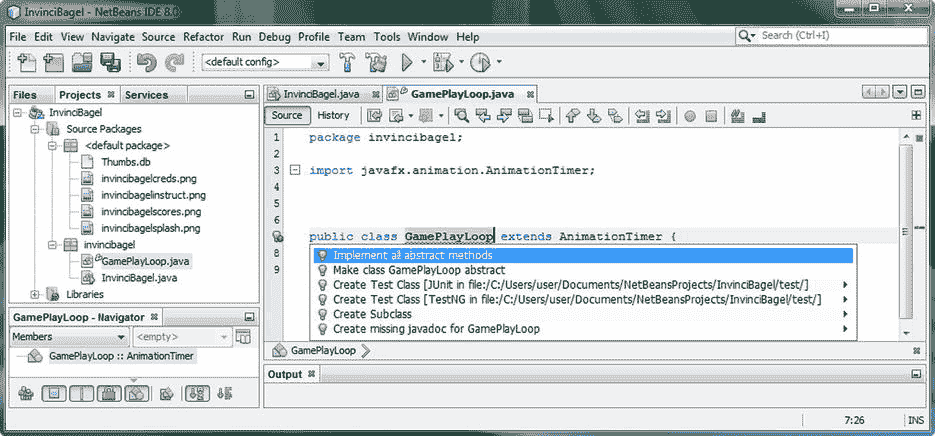 InvinciBagel - NetBeans IDE 8.0
File Edit View Navigate Source Refactor Run Debug Profile Team Tools Window Help
Search (Ctrl+I)
<default config>
Files Projects Services
InvinciBagel
Source Packages
<default package>
Thumbs.db
invincibagelcreds.png
invincibagelinstruct.png
invincibagelscores.png
invincibagelsplash.png
invincibagel
GamePlayLoop.java
InvinciBagel.java
Libraries
GamePlayLoop - Navigator
Members <empty>
GamePlayLoop :: AnimationTimer
InvinciBagel.java GamePlayLoop.java
Source History
1 package invincibagel;
2
3 import javafx.animation.AnimationTimer;
4
5
6
public class GamePlayLoop extends AnimationTimer {
8 Implement all abstract methods
9 Make class GamePlayLoop abstract
Create Test Class [JUnit in file:/C:/Users/user/Documents/NetBeansProjects/InvinciBagel/test/]
Create Test Class [TestNG in file:/C:/Users/user/Documents/NetBeansProjects/InvinciBagel/test/]
Create Subclass
Create missing javadoc for GamePlayLoop
GamePlayLoop
Output
7:26 INS